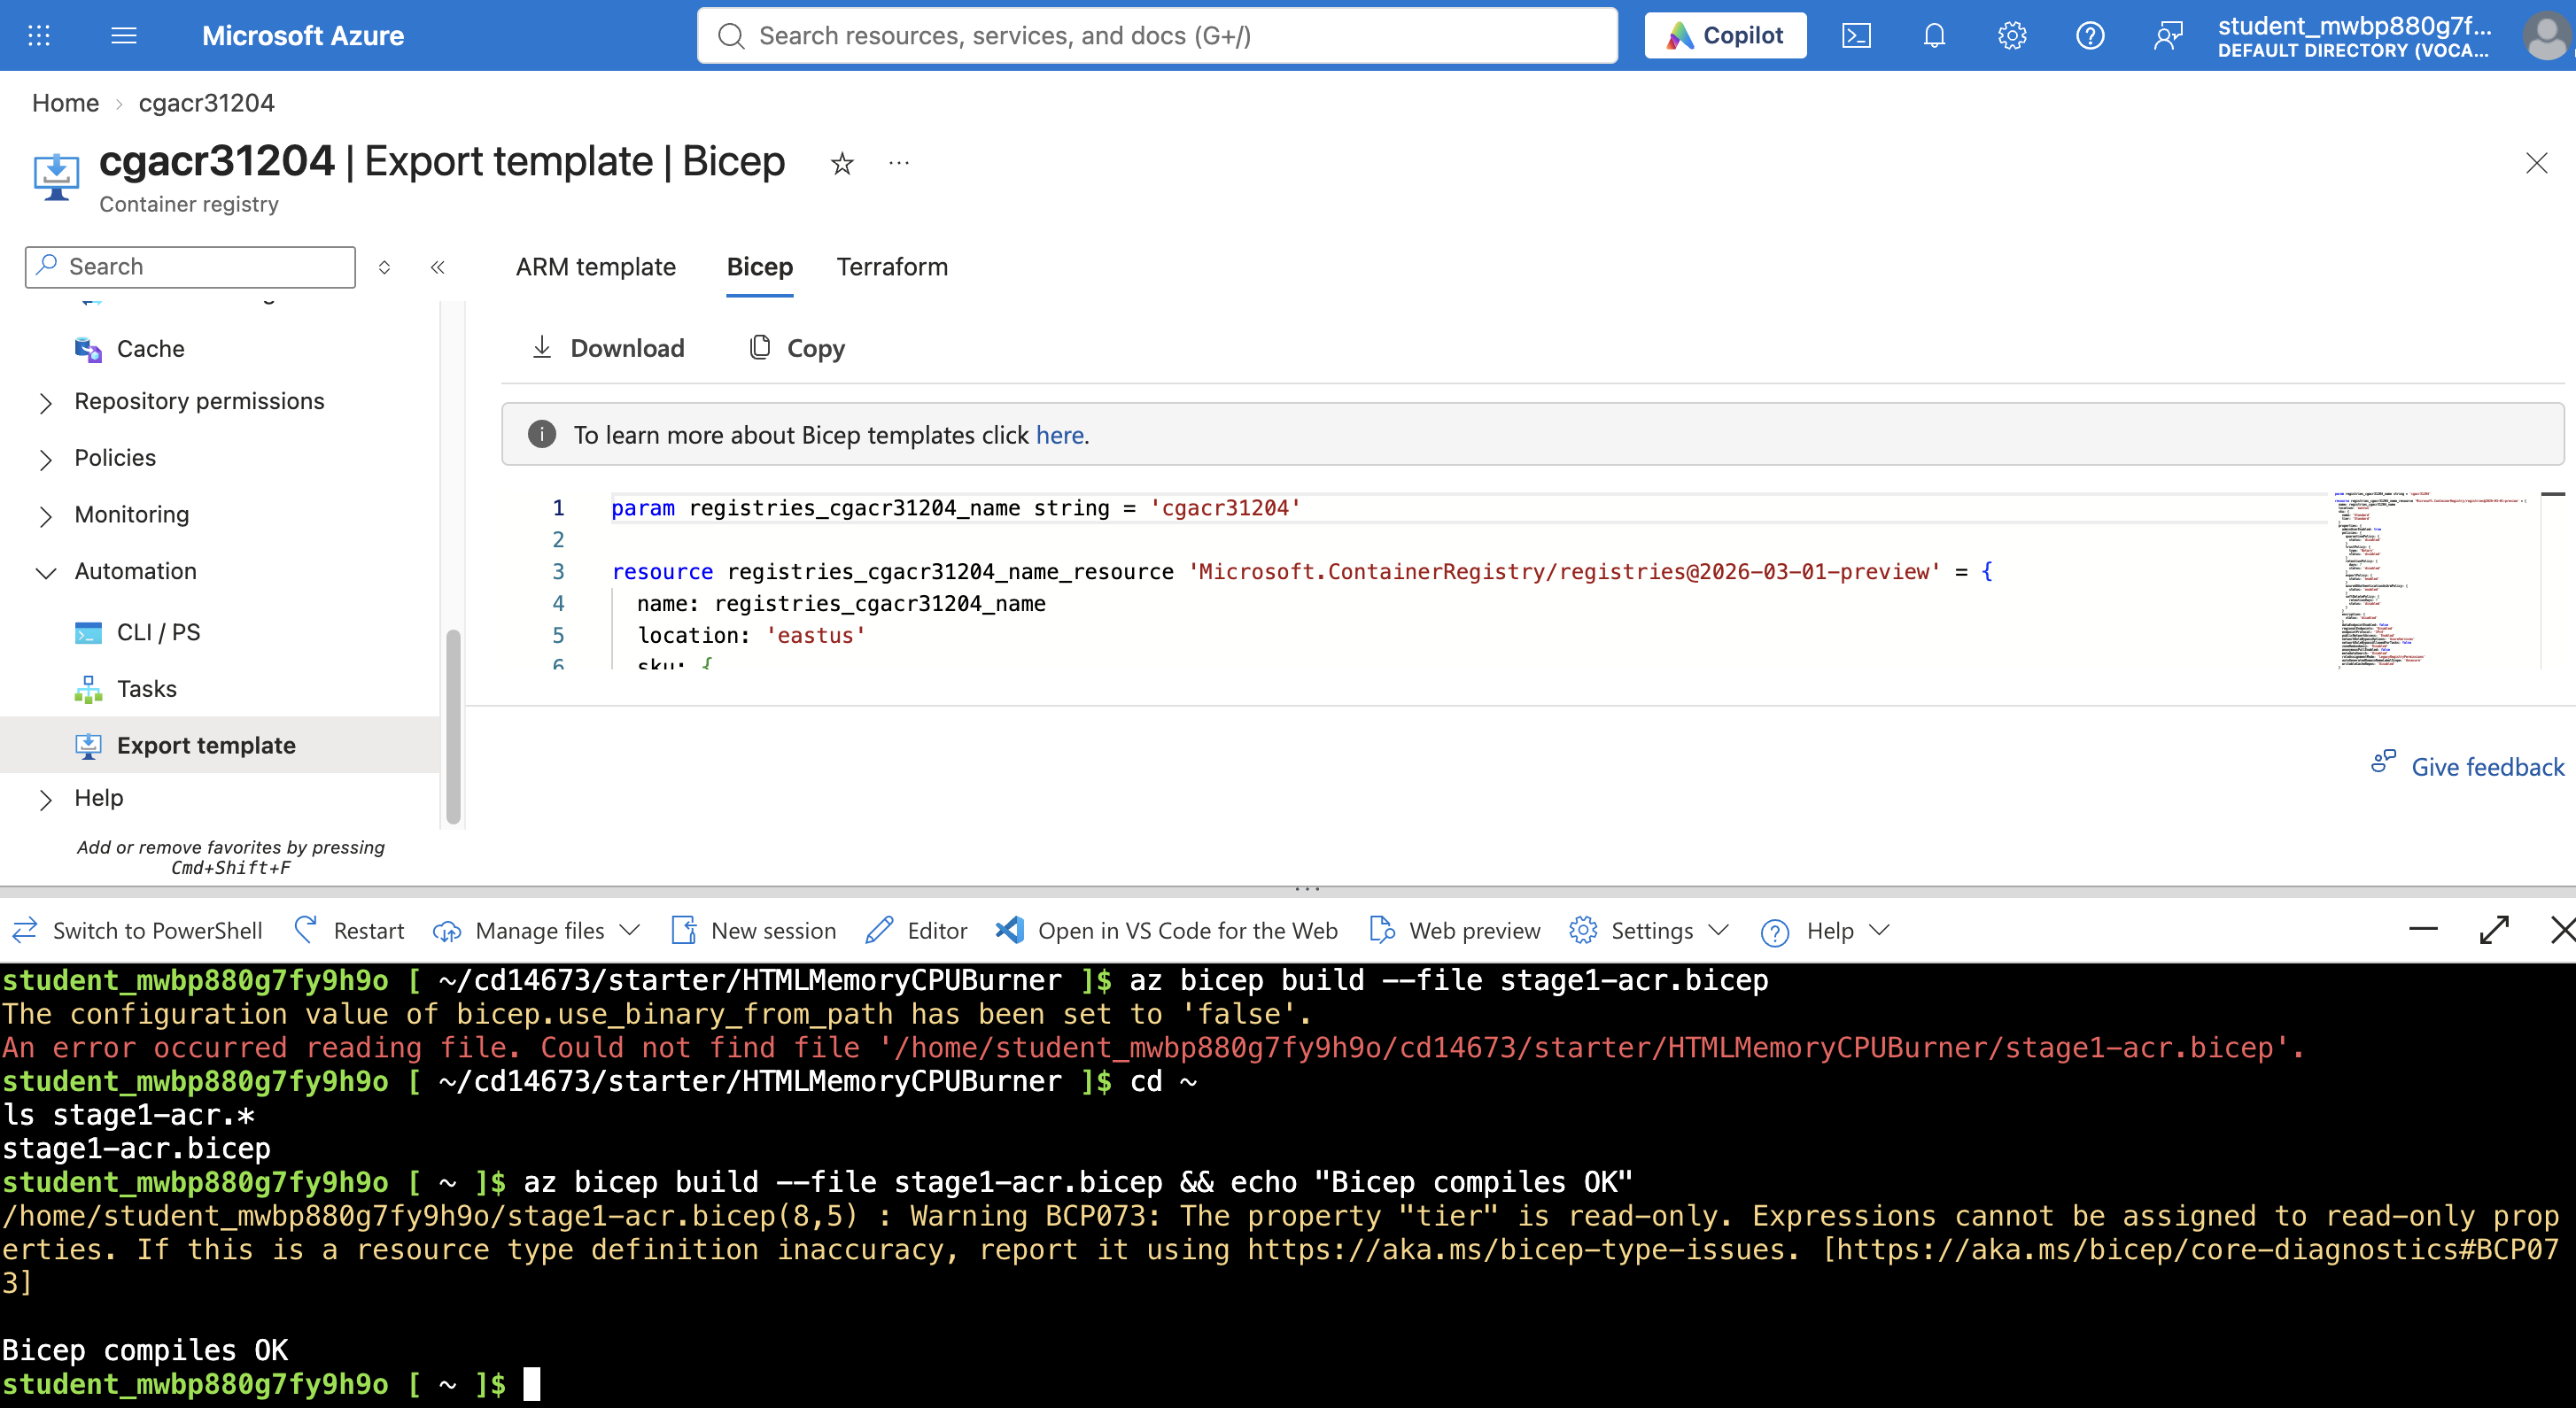 Microsoft Azure
Search resources, services, and docs (G+/)
Copilot
student_mwbp880g7f...
DEFAULT DIRECTORY (VOCA...
Home > cgacr31204
cgacr31204 | Export template | Bicep
Container registry
Search
ARM template
Bicep
Terraform
Cache
Repository permissions
Policies
Monitoring
Automation
CLI / PS
Tasks
Export template
Help
Add or remove favorites by pressing
Cmd+Shift+F
Download
Copy
To learn more about Bicep templates click here.
1 param registries_cgacr31204_name string = 'cgacr31204'
2
3 resource registries_cgacr31204_name_resource 'Microsoft.ContainerRegistry/registries@2026-03-01-preview' = {
4 name: registries_cgacr31204_name
5 location: 'eastus'
6 sku: {
Give feedback
Switch to PowerShell
Restart
Manage files
New session
Editor
Open in VS Code for the Web
Web preview
Settings
Help
student_mwbp880g7fy9h9o [ ~/cd14673/starter/HTMLMemoryCPUBurner ]$ az bicep build --file stage1-acr.bicep
The configuration value of bicep.use_binary_from_path has been set to 'false'.
An error occurred reading file. Could not find file '/home/student_mwbp880g7fy9h9o/cd14673/starter/HTMLMemoryCPUBurner/stage1-acr.bicep'.
student_mwbp880g7fy9h9o [ ~/cd14673/starter/HTMLMemoryCPUBurner ]$ cd ~
ls stage1-acr.*
stage1-acr.bicep
student_mwbp880g7fy9h9o [ ~ ]$ az bicep build --file stage1-acr.bicep && echo "Bicep compiles OK"
/home/student_mwbp880g7fy9h9o/stage1-acr.bicep(8,5) : Warning BCP073: The property "tier" is read-only. Expressions cannot be assigned to read-only prop
erties. If this is a resource type definition inaccuracy, report it using https://aka.ms/bicep-type-issues. [https://aka.ms/bicep/core-diagnostics#BCP07
3]
Bicep compiles OK
student_mwbp880g7fy9h9o [ ~ ]$